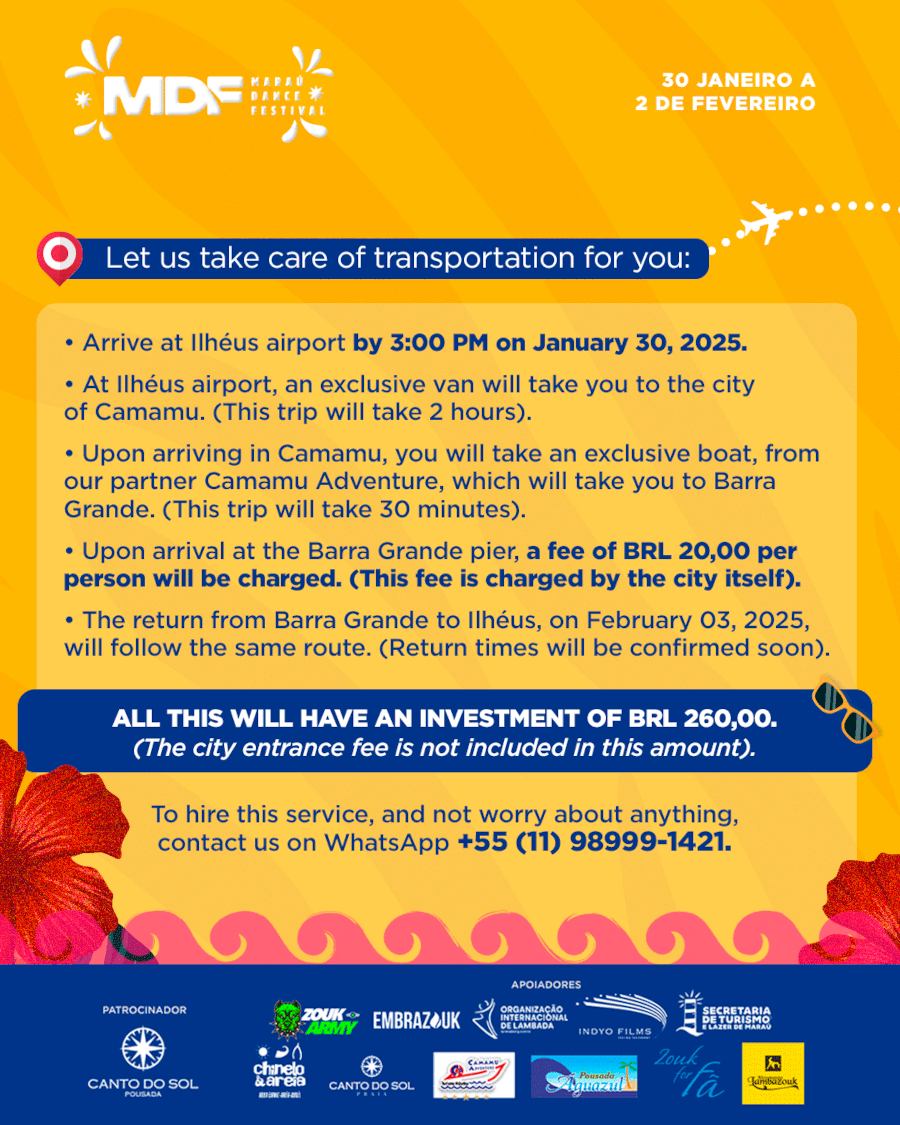 MDF MARAÚ
DANCE
FESTIVAL
30 JANEIRO A
2 DE FEVEREIRO
Let us take care of transportation for you:
• Arrive at Ilhéus airport by 3:00 PM on January 30, 2025.
• At Ilhéus airport, an exclusive van will take you to the city
of Camamu. (This trip will take 2 hours).
• Upon arriving in Camamu, you will take an exclusive boat, from
our partner Camamu Adventure, which will take you to Barra
Grande. (This trip will take 30 minutes).
• Upon arrival at the Barra Grande pier, a fee of BRL 20,00 per
person will be charged. (This fee is charged by the city itself).
• The return from Barra Grande to Ilhéus, on February 03, 2025,
will follow the same route. (Return times will be confirmed soon).
ALL THIS WILL HAVE AN INVESTMENT OF BRL 260,00.
(The city entrance fee is not included in this amount).
To hire this service, and not worry about anything,
contact us on WhatsApp +55 (11) 98999-1421.
PATROCINADOR
CANTO DO SOL
POUSADA
APOIADORES
ZOUK
ARMY
EMBRAZOUK
ORGANIZAÇÃO
INTERNACIONAL
DE LAMBADA
INDYO FILMS
SECRETARIA
DE TURISMO
E LAZER DE MARAÚ
chinelo
& areia
CANTO DO SOL
PRAIA
CAMAMU
ADVENTURE
Pousada
Aguazul
Zouk
for
Fã
Lambazouk